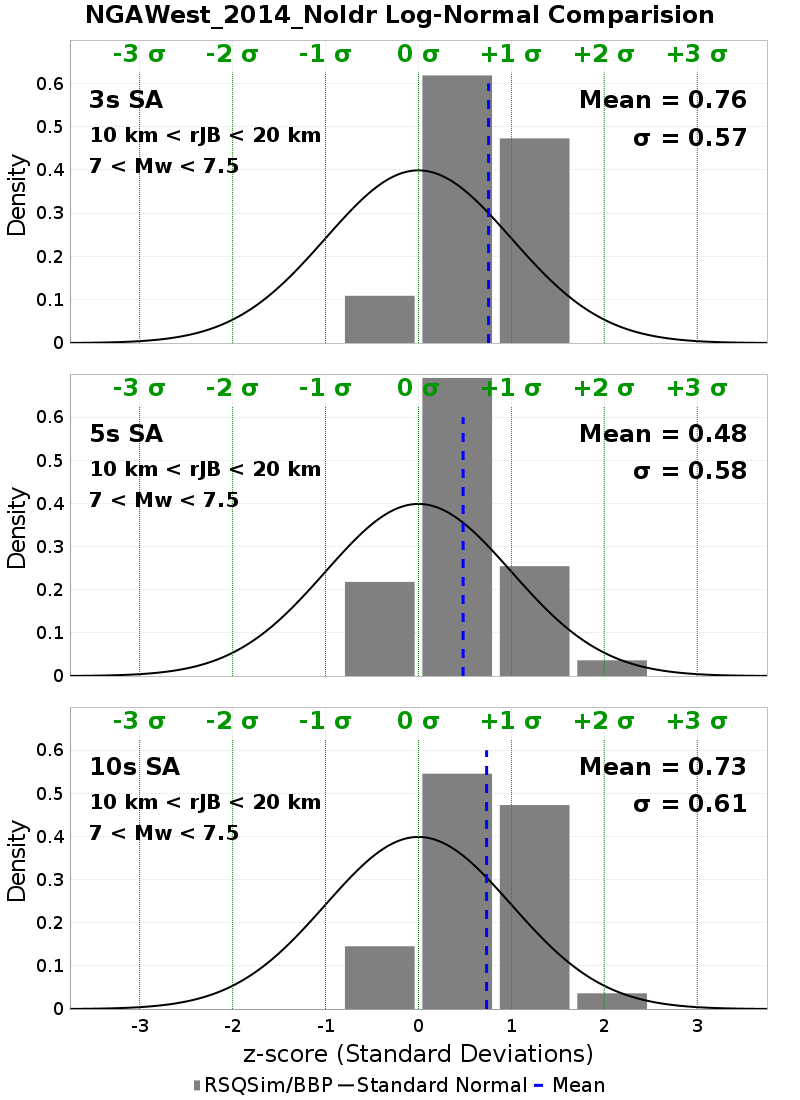 NGAWest_2014_NoIdr Log-Normal Comparision
-3 σ -2 σ -1 σ 0 σ +1 σ +2 σ +3 σ
3s SA
Mean = 0.76
10 km < rJB < 20 km
σ = 0.57
7 < Mw < 7.5
Density
0.6
0.5
0.4
0.3
0.2
0.1
0
-3 σ -2 σ -1 σ 0 σ +1 σ +2 σ +3 σ
5s SA
Mean = 0.48
10 km < rJB < 20 km
σ = 0.58
7 < Mw < 7.5
Density
0.6
0.5
0.4
0.3
0.2
0.1
0
-3 σ -2 σ -1 σ 0 σ +1 σ +2 σ +3 σ
10s SA
Mean = 0.73
10 km < rJB < 20 km
σ = 0.61
7 < Mw < 7.5
Density
0.6
0.5
0.4
0.3
0.2
0.1
0
-3 -2 -1 0 1 2 3
z-score (Standard Deviations)
RSQSim/BBP Standard Normal Mean